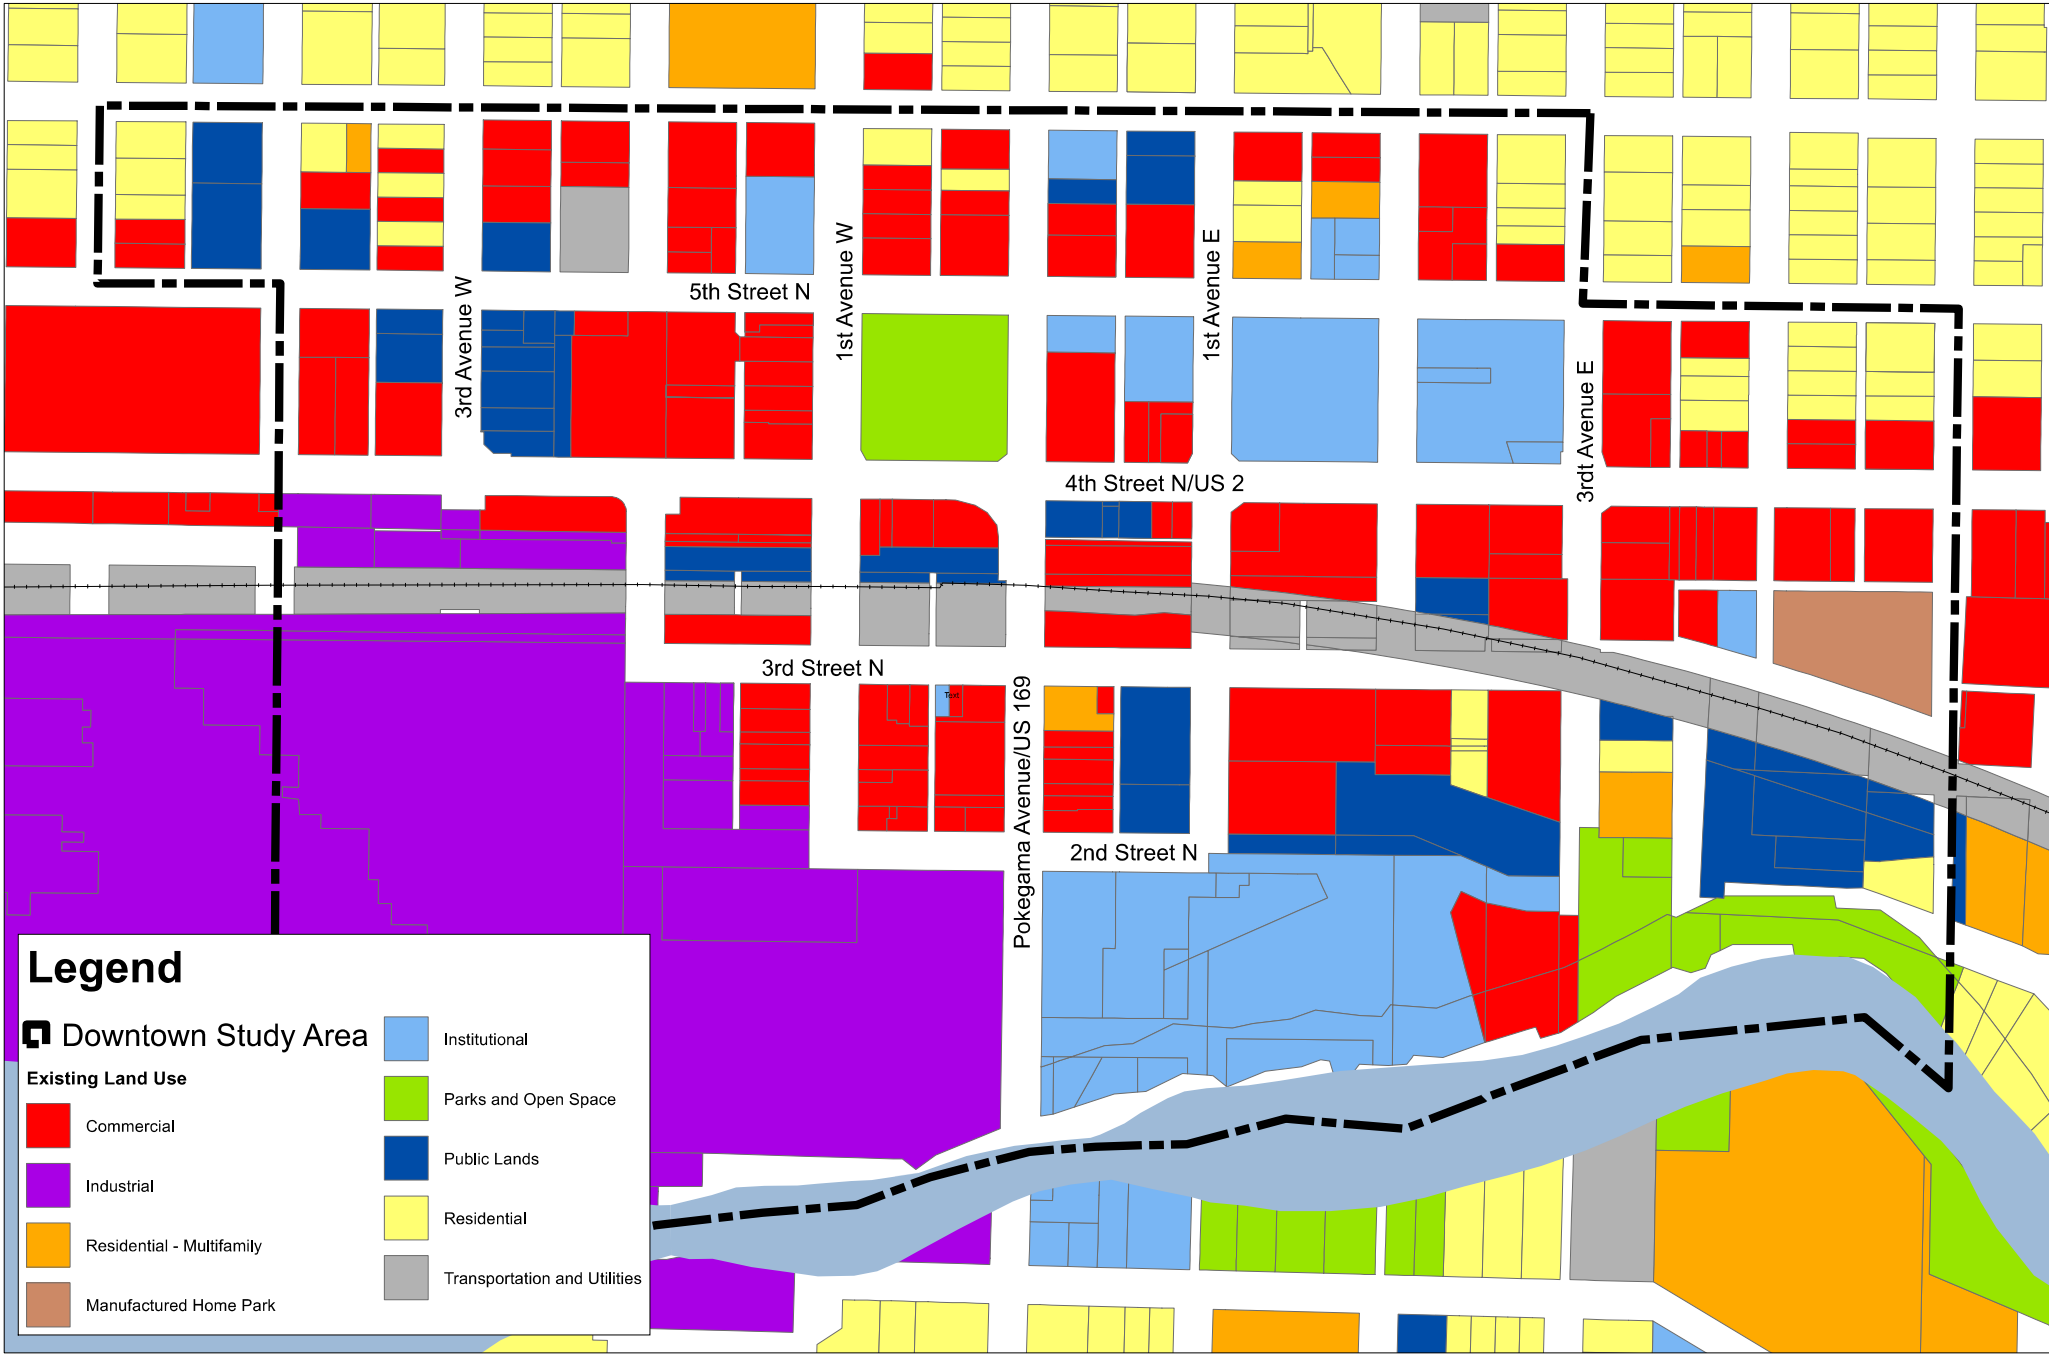 5th Street N
3rd Avenue W
1st Avenue W
1st Avenue E
3rdt Avenue E
4th Street N/US 2
3rd Street N
Text
Pokegama Avenue/US 169
2nd Street N
Legend
Downtown Study Area
Existing Land Use
Commercial
Industrial
Residential - Multifamily
Manufactured Home Park
Institutional
Parks and Open Space
Public Lands
Residential
Transportation and Utilities